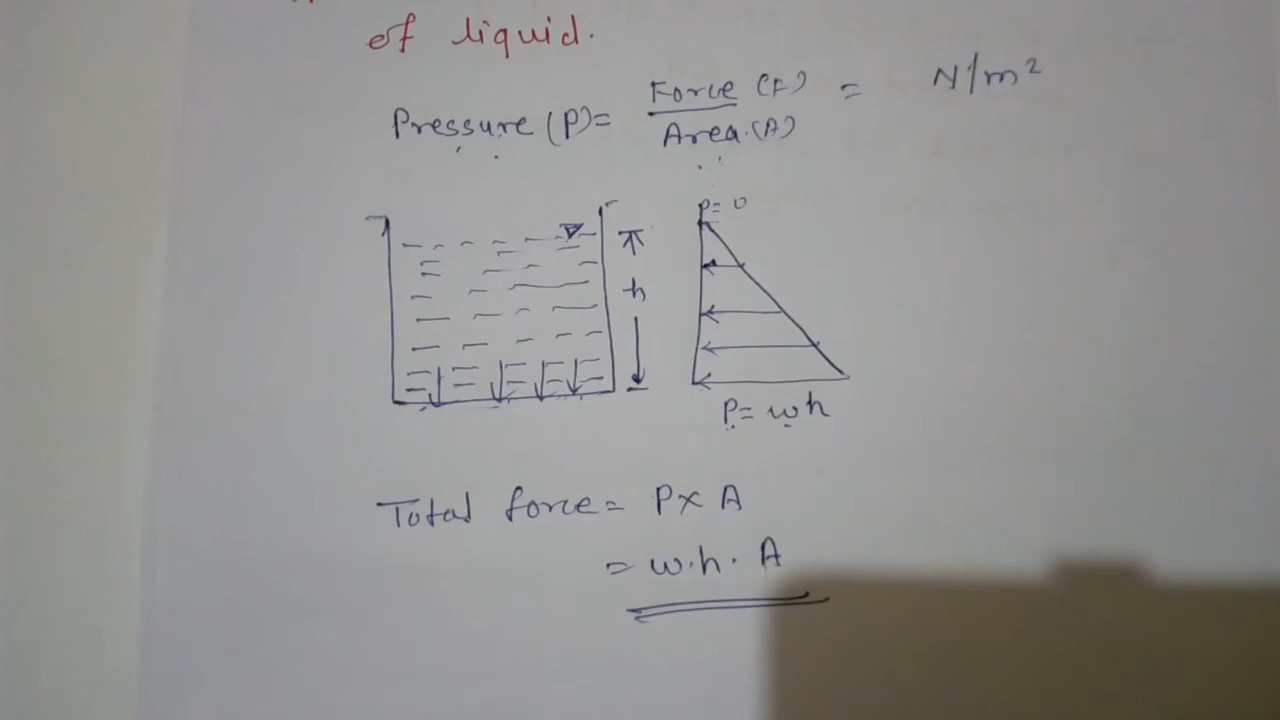 of liquid.
Pressure (P) = Force (F) / Area.(A) = N/m²
P = 0
h
P = wh
Total force = P × A
= w.h. A